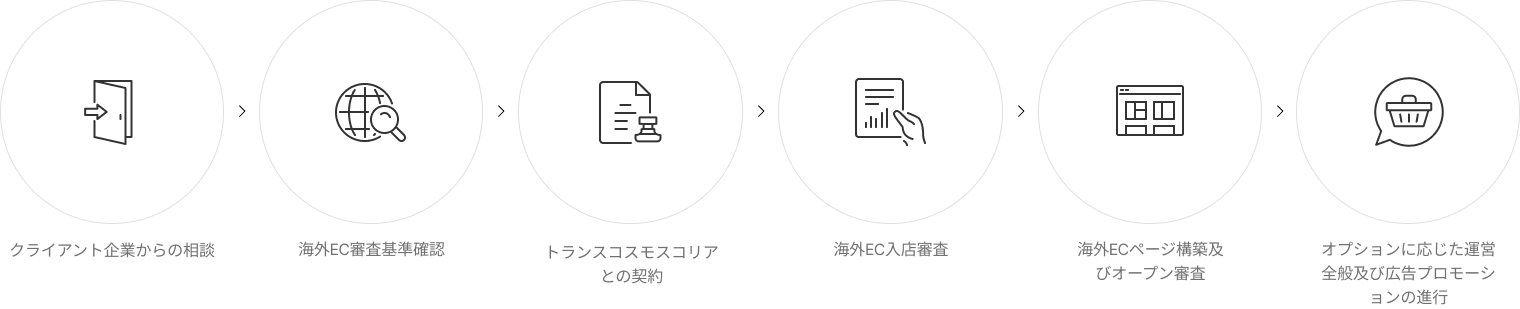 クライアント企業からの相談
海外EC審査基準確認
トランスコスモスコリア
との契約
海外EC入店審査
海外ECページ構築及
びオープン審査
オプションに応じた運営
全般及び広告プロモーシ
ョンの進行